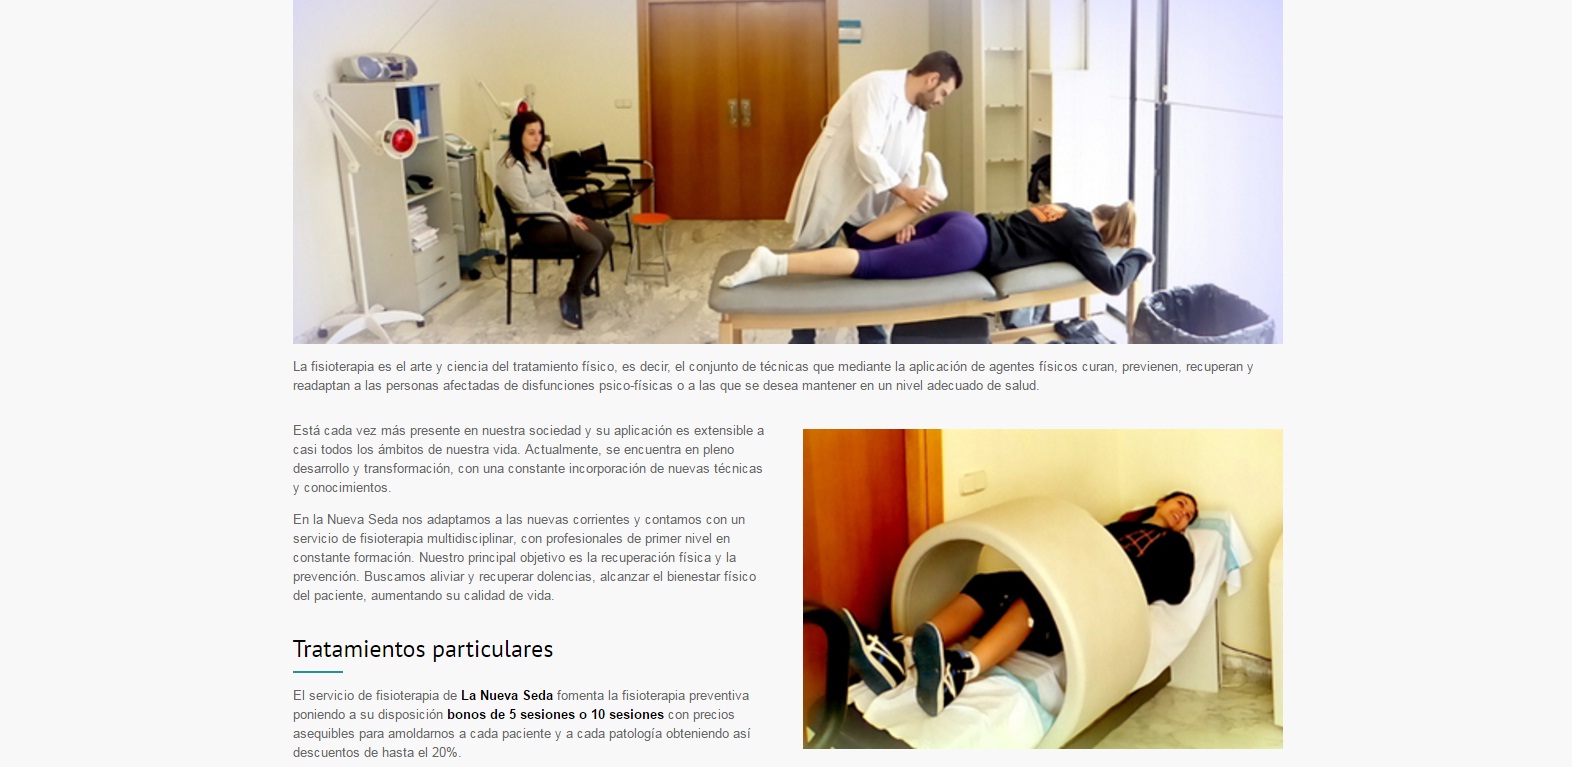 La fisioterapia es el arte y ciencia del tratamiento físico, es decir, el conjunto de técnicas que mediante la aplicación de agentes físicos curan, previenen, recuperan y
readaptan a las personas afectadas de disfunciones psico-físicas o a las que se desea mantener en un nivel adecuado de salud.
Está cada vez más presente en nuestra sociedad y su aplicación es extensible a
casi todos los ámbitos de nuestra vida. Actualmente, se encuentra en pleno
desarrollo y transformación, con una constante incorporación de nuevas técnicas
y conocimientos.
En la Nueva Seda nos adaptamos a las nuevas corrientes y contamos con un
servicio de fisioterapia multidisciplinar, con profesionales de primer nivel en
constante formación. Nuestro principal objetivo es la recuperación física y la
prevención. Buscamos aliviar y recuperar dolencias, alcanzar el bienestar físico
del paciente, aumentando su calidad de vida.
Tratamientos particulares
El servicio de fisioterapia de La Nueva Seda fomenta la fisioterapia preventiva
poniendo a su disposición bonos de 5 sesiones o 10 sesiones con precios
asequibles para amoldarnos a cada paciente y a cada patología obteniendo así
descuentos de hasta el 20%.